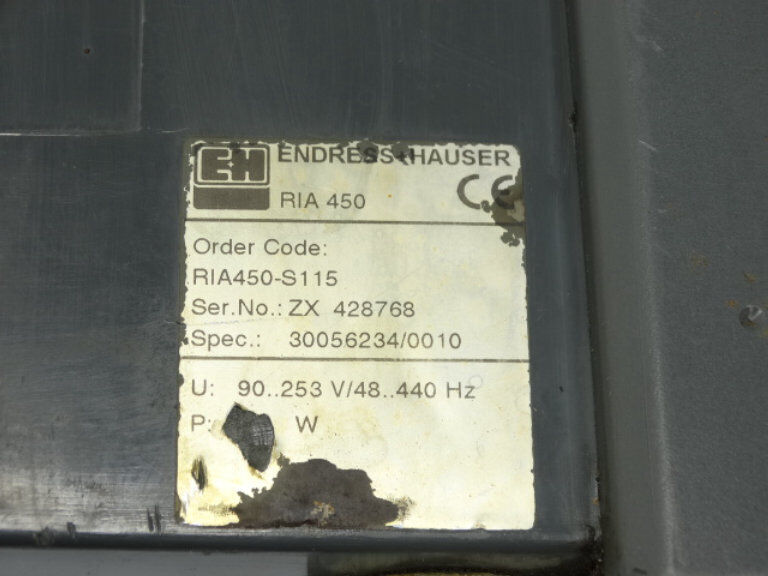 E+H ENDRESS+HAUSER
RIA 450 CE
Order Code:
RIA450-S115
Ser.No.: ZX 428768
Spec.: 30056234/0010
U: 90..253 V/48..440 Hz
P: W